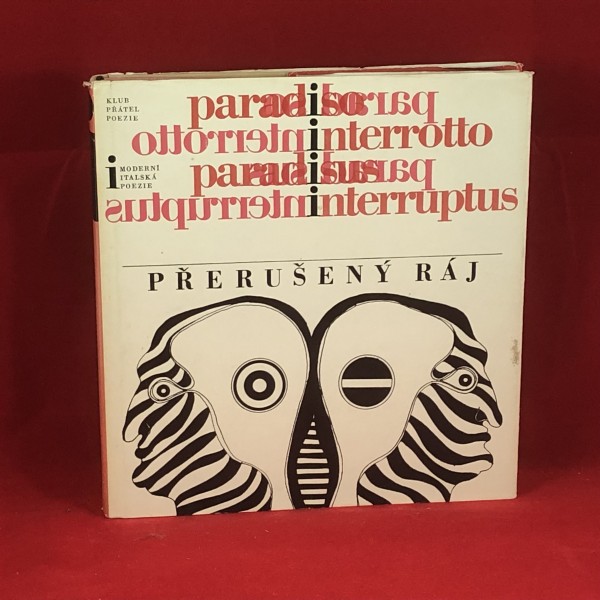 KLUB
PŘÁTEL
POEZIE
paradiso
interrotto
i MODERNÍ
ITALSKÁ
POEZIE
paradisus
interruptus
PŘERUŠENÝ RÁJ